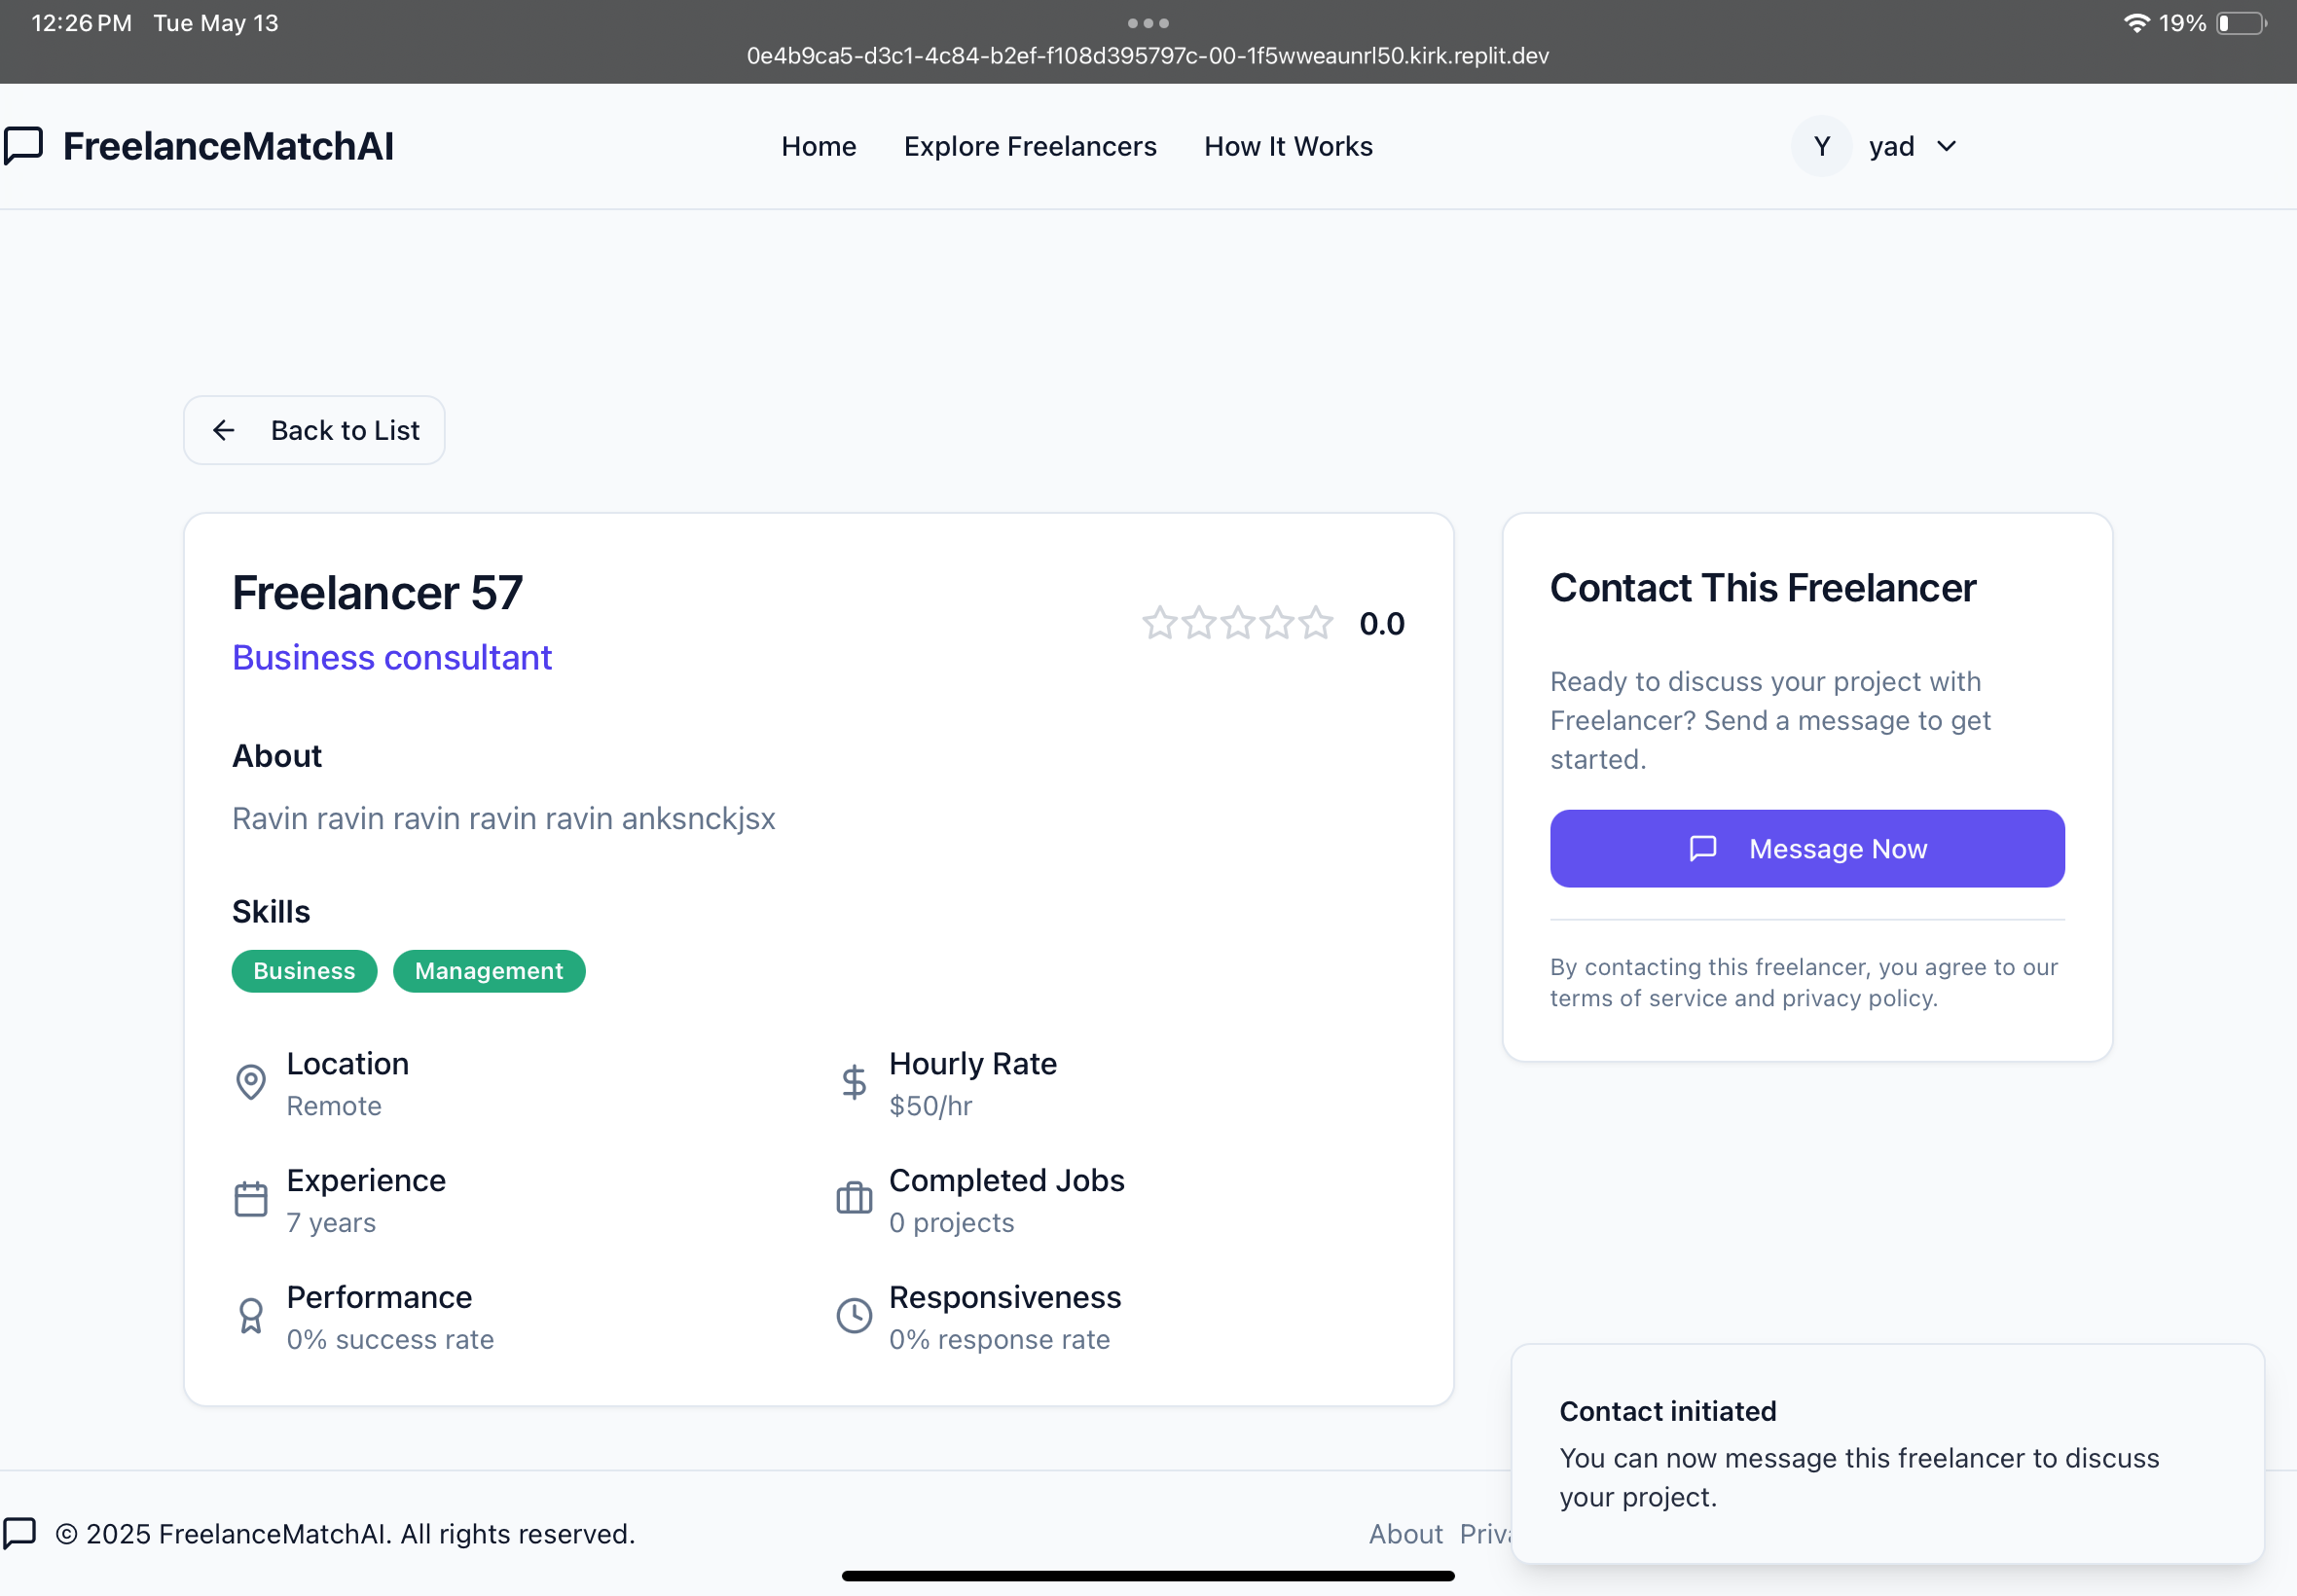 12:26 PM Tue May 13
19%
0e4b9ca5-d3c1-4c84-b2ef-f108d395797c-00-1f5wweaunrl50.kirk.replit.dev
FreelanceMatchAI
Home Explore Freelancers How It Works
Y yad
Back to List
Freelancer 57
0.0
Business consultant
About
Ravin ravin ravin ravin ravin anksnckjsx
Skills
Business Management
Location
Remote
Hourly Rate
$50/hr
Experience
7 years
Completed Jobs
0 projects
Performance
0% success rate
Responsiveness
0% response rate
Contact This Freelancer
Ready to discuss your project with
Freelancer? Send a message to get
started.
Message Now
By contacting this freelancer, you agree to our
terms of service and privacy policy.
Contact initiated
You can now message this freelancer to discuss
your project.
© 2025 FreelanceMatchAI. All rights reserved.
About